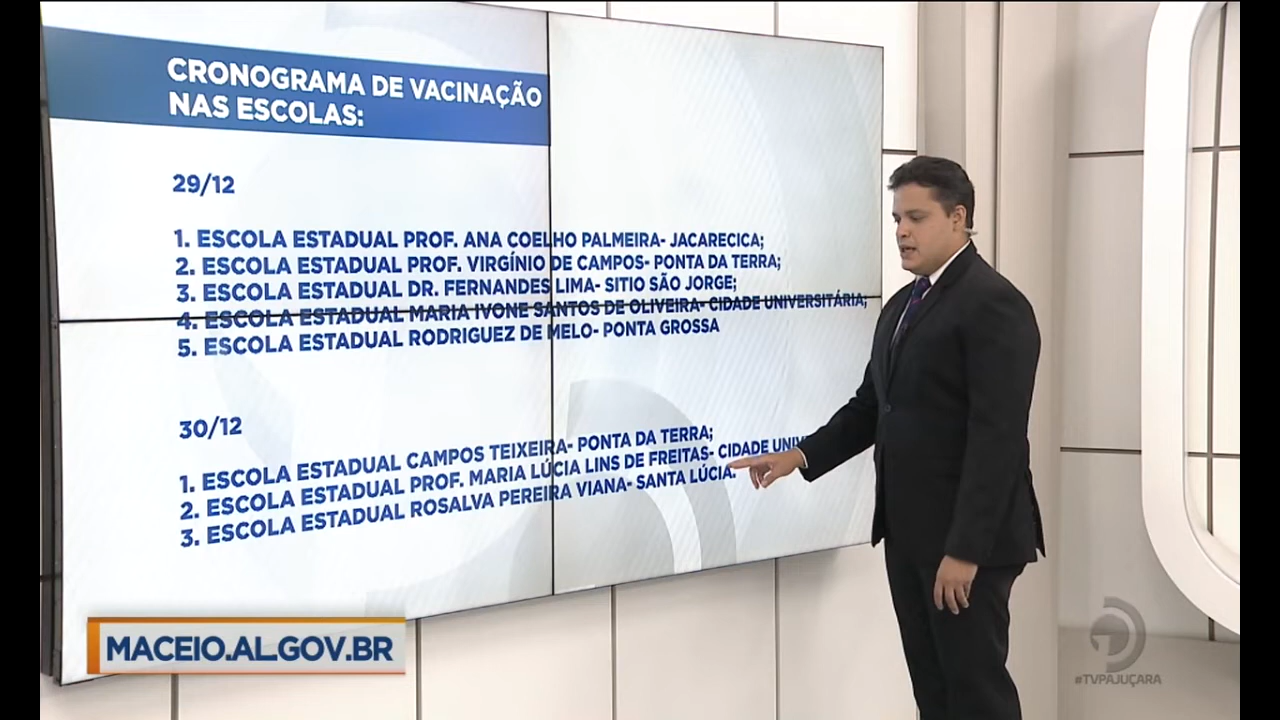 CRONOGRAMA DE VACINAÇÃO
NAS ESCOLAS:
29/12
1. ESCOLA ESTADUAL PROF. ANA COELHO PALMEIRA- JACARECICA;
2. ESCOLA ESTADUAL PROF. VIRGÍNIO DE CAMPOS- PONTA DA TERRA;
3. ESCOLA ESTADUAL DR. FERNANDES LIMA- SITIO SÃO JORGE;
4. ESCOLA ESTADUAL MARIA IVONE SANTOS DE OLIVEIRA- CIDADE UNIVERSITÁRIA;
5. ESCOLA ESTADUAL RODRIGUEZ DE MELO- PONTA GROSSA
30/12
1. ESCOLA ESTADUAL CAMPOS TEIXEIRA- PONTA DA TERRA;
2. ESCOLA ESTADUAL PROF. MARIA LÚCIA LINS DE FREITAS- CIDADE
3. ESCOLA ESTADUAL ROSALVA PEREIRA VIANA- SANTA LÚCIA.
MACEIO.AL.GOV.BR
#TVPAJUÇARA